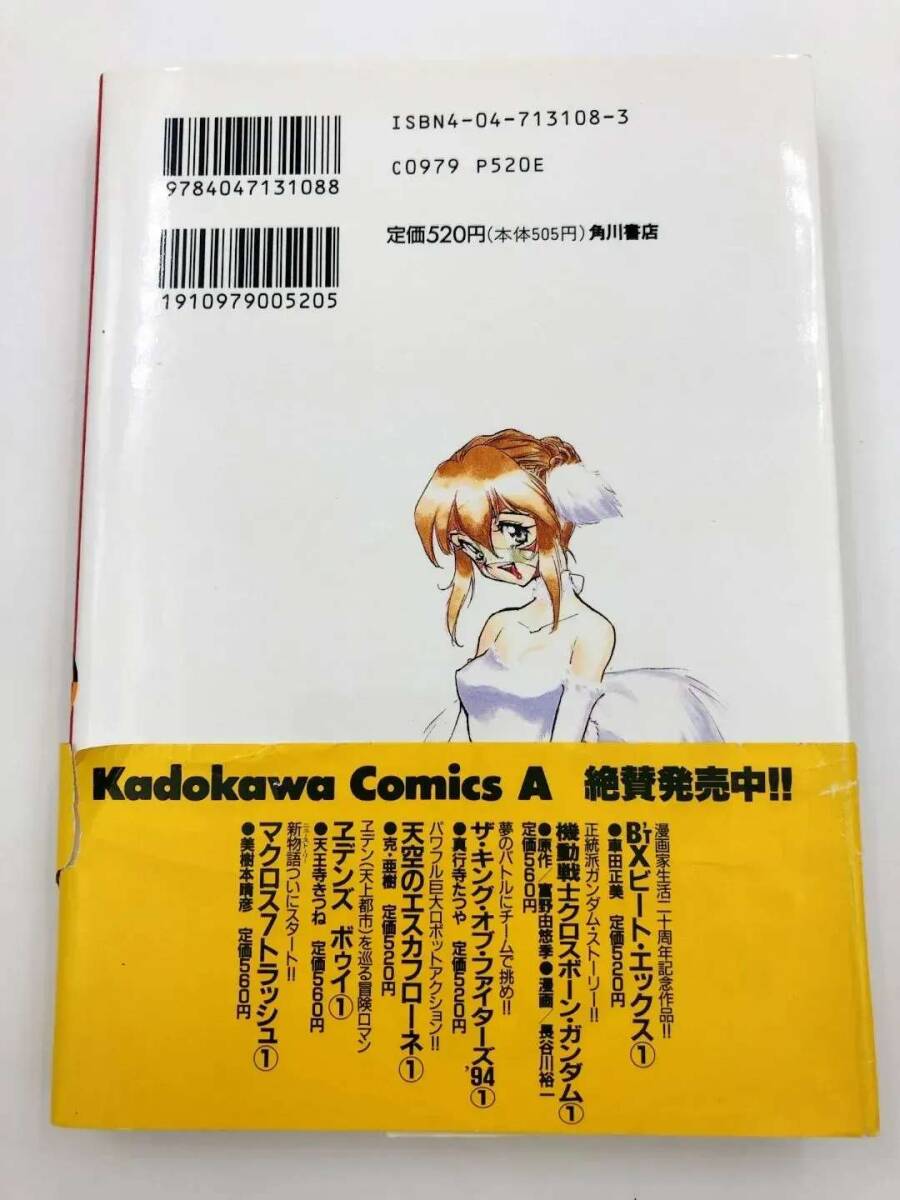 ISBN4-04-713108-3
9784047131088
C0979 P520E
定価520円(本体505円)角川書店
1910979005205
Kadokawa Comics A 絶賛発売中!!
漫画家生活二十周年記念作品!!
B'TXビート・エックス①
●車田正美 定価520円
正統派ガンダム・ストーリー!!
機動戦士クロスボーン・ガンダム①
●原作/富野由悠季●漫画/長谷川裕一
定価560円
夢のバトルにチームで挑め!!
ザ・キング・オブ・ファイターズ'94①
●真行寺たつや 定価520円
パワフル巨大ロボットアクション!!
天空のエスカフローネ①
●克・亜樹 定価520円
ヱデン(天上都市)を巡る冒険ロマン
ヱデンズ ボゥイ①
●天王寺きつね 定価560円
新物語ついにスタート!!
マクロス7トラッシュ①
●美樹本晴彦 定価560円